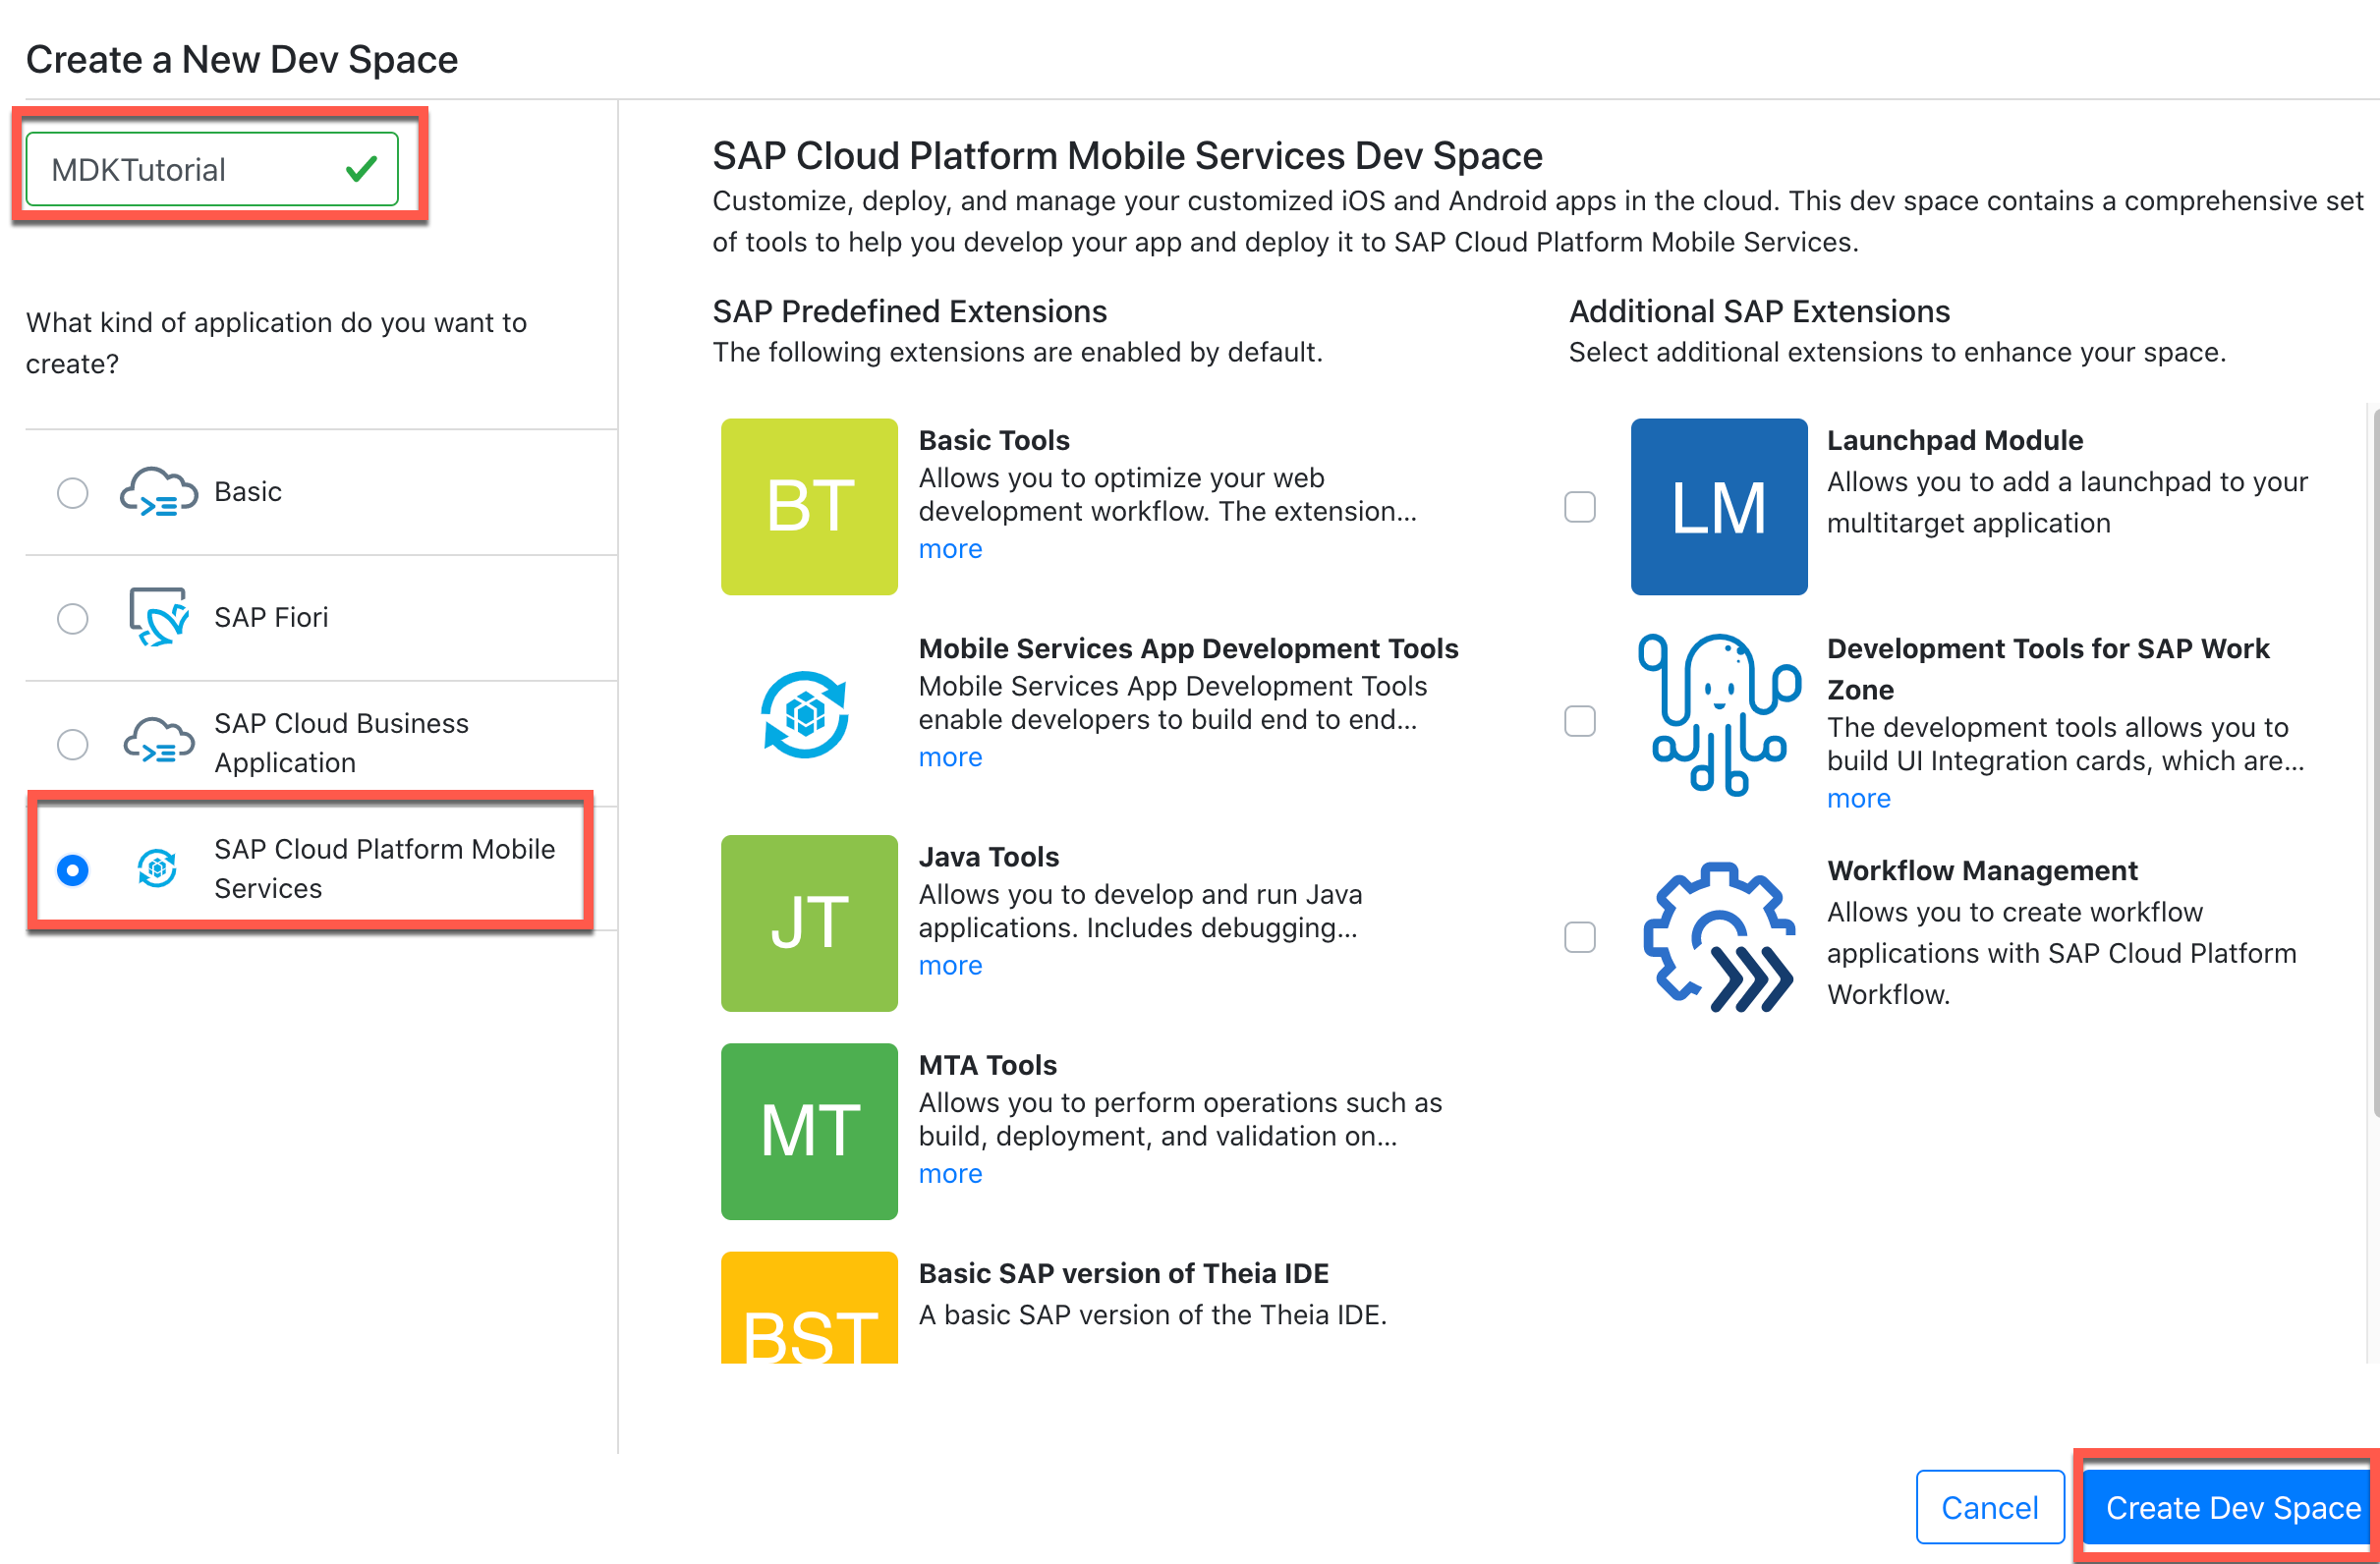 Create a New Dev Space
MDKTutorial
What kind of application do you want to
create?
Basic
SAP Fiori
SAP Cloud Business
Application
SAP Cloud Platform Mobile
Services
SAP Cloud Platform Mobile Services Dev Space
Customize, deploy, and manage your customized iOS and Android apps in the cloud. This dev space contains a comprehensive set
of tools to help you develop your app and deploy it to SAP Cloud Platform Mobile Services.
SAP Predefined Extensions
The following extensions are enabled by default.
BT
Basic Tools
Allows you to optimize your web
development workflow. The extension...
more
Mobile Services App Development Tools
Mobile Services App Development Tools
enable developers to build end to end...
more
JT
Java Tools
Allows you to develop and run Java
applications. Includes debugging...
more
MT
MTA Tools
Allows you to perform operations such as
build, deployment, and validation on...
more
BST
Basic SAP version of Theia IDE
A basic SAP version of the Theia IDE.
Additional SAP Extensions
Select additional extensions to enhance your space.
LM
Launchpad Module
Allows you to add a launchpad to your
multitarget application
Development Tools for SAP Work
Zone
The development tools allows you to
build UI Integration cards, which are...
more
Workflow Management
Allows you to create workflow
applications with SAP Cloud Platform
Workflow.
Cancel
Create Dev Space